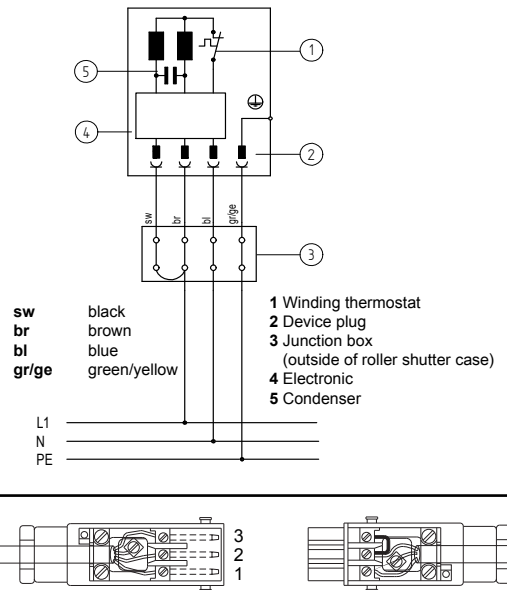 1
5
4
2
sw
br
bl
gr/ge
3
sw black
br brown
bl blue
gr/ge green/yellow
1 Winding thermostat
2 Device plug
3 Junction box
(outside of roller shutter case)
4 Electronic
5 Condenser
L1
N
PE
3
2
1